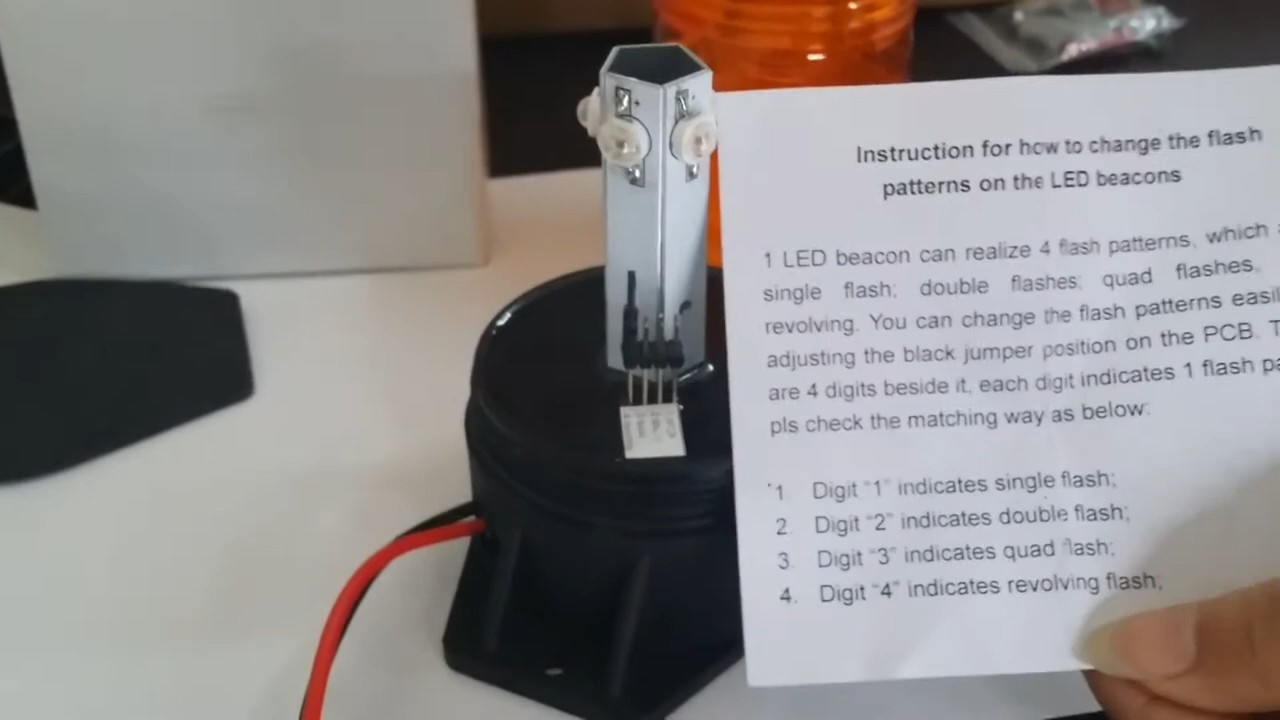 Instruction for how to change the flash
patterns on the LED beacons
1 LED beacon can realize 4 flash patterns, which
single flash; double flashes; quad flashes,
revolving. You can change the flash patterns
adjusting the black jumper position on the PCB.
are 4 digits beside it, each digit indicates 1 flash
pls check the matching way as below:
1. Digit "1" indicates single flash;
2. Digit "2" indicates double flash;
3. Digit "3" indicates quad flash;
4. Digit "4" indicates revolving flash;